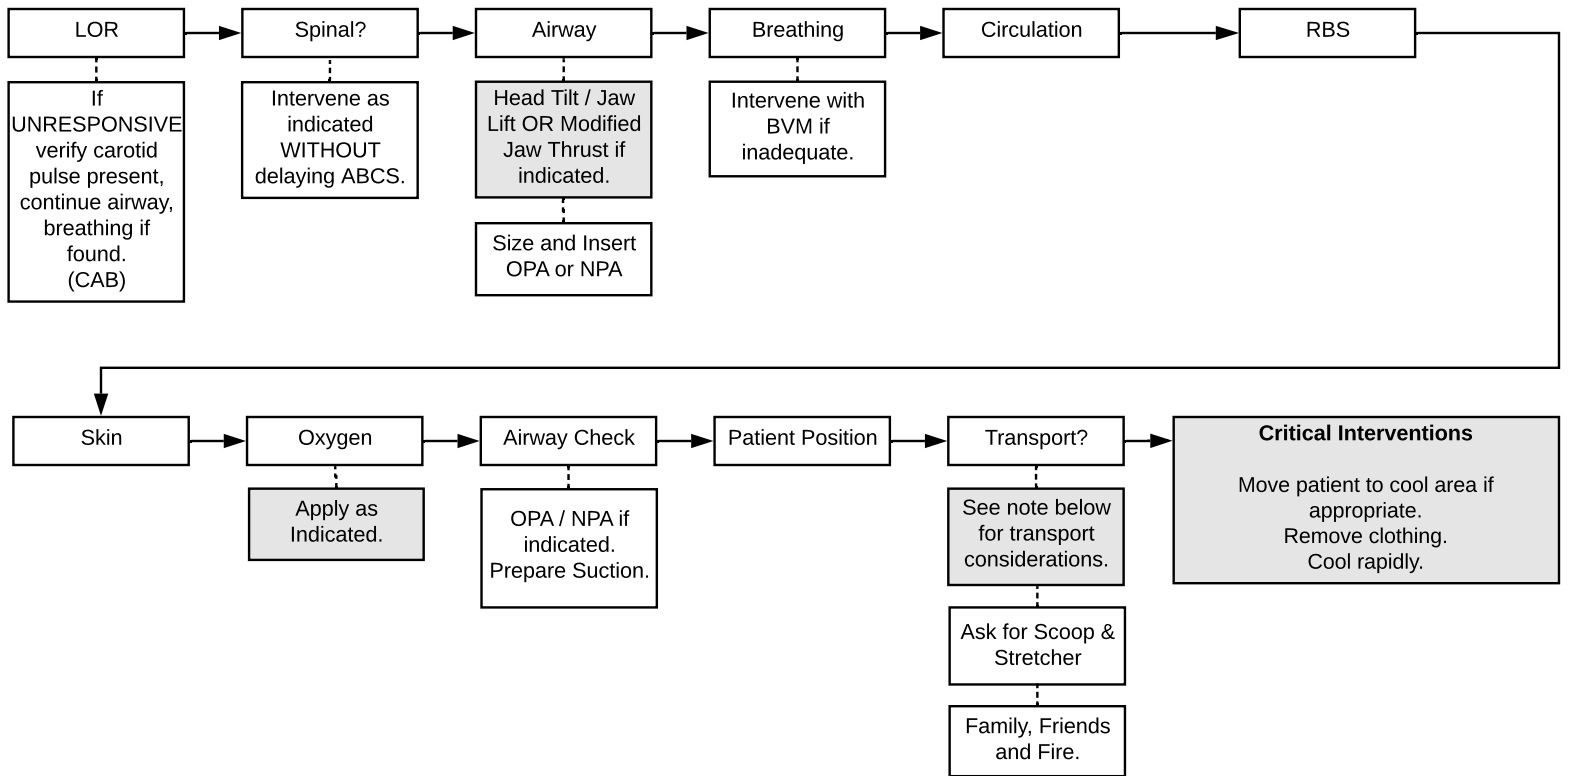 LOR
Spinal?
Airway
Breathing
Circulation
RBS
If
UNRESPONSIVE
verify carotid
pulse present,
continue airway,
breathing if
found.
(CAB)
Intervene as
indicated
WITHOUT
delaying ABCS.
Head Tilt / Jaw
Lift OR Modified
Jaw Thrust if
indicated.
Size and Insert
OPA or NPA
Intervene with
BVM if
inadequate.
Skin
Oxygen
Airway Check
Patient Position
Transport?
Critical Interventions
Move patient to cool area if
appropriate.
Remove clothing.
Cool rapidly.
Apply as
Indicated.
OPA / NPA if
indicated.
Prepare Suction.
See note below
for transport
considerations.
Ask for Scoop &
Stretcher
Family, Friends
and Fire.